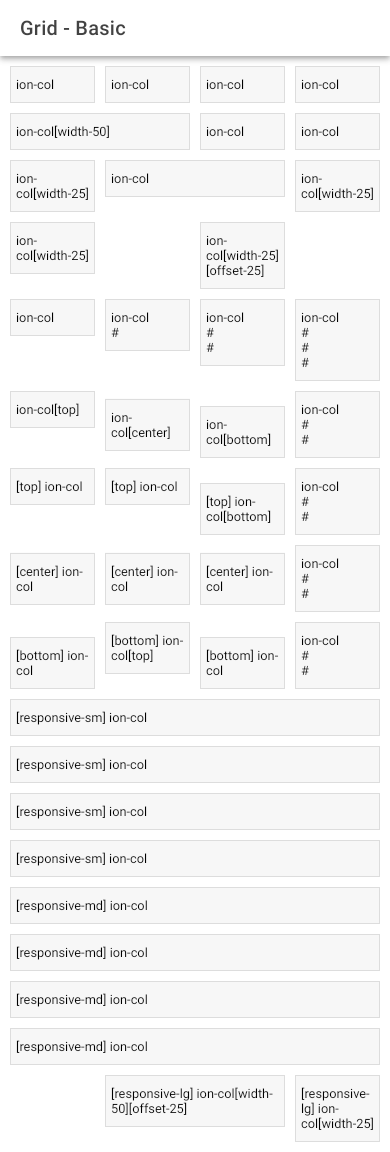 Grid - Basic
ion-col
ion-col
ion-col
ion-col
ion-col[width-50]
ion-col
ion-col
ion-
col[width-25]
ion-col
ion-
col[width-25]
ion-
col[width-25]
ion-
col[width-25]
[offset-25]
ion-col
ion-col
#
ion-col
#
#
ion-col
#
#
#
ion-col[top]
ion-
col[center]
ion-
col[bottom]
ion-col
#
#
[top] ion-col
[top] ion-col
[top] ion-
col[bottom]
ion-col
#
#
[center] ion-
col
[center] ion-
col
[center] ion-
col
ion-col
#
#
[bottom] ion-
col
[bottom] ion-
col[top]
[bottom] ion-
col
ion-col
#
#
[responsive-sm] ion-col
[responsive-sm] ion-col
[responsive-sm] ion-col
[responsive-sm] ion-col
[responsive-md] ion-col
[responsive-md] ion-col
[responsive-md] ion-col
[responsive-md] ion-col
[responsive-lg] ion-col[width-
50][offset-25]
[responsive-
lg] ion-
col[width-25]